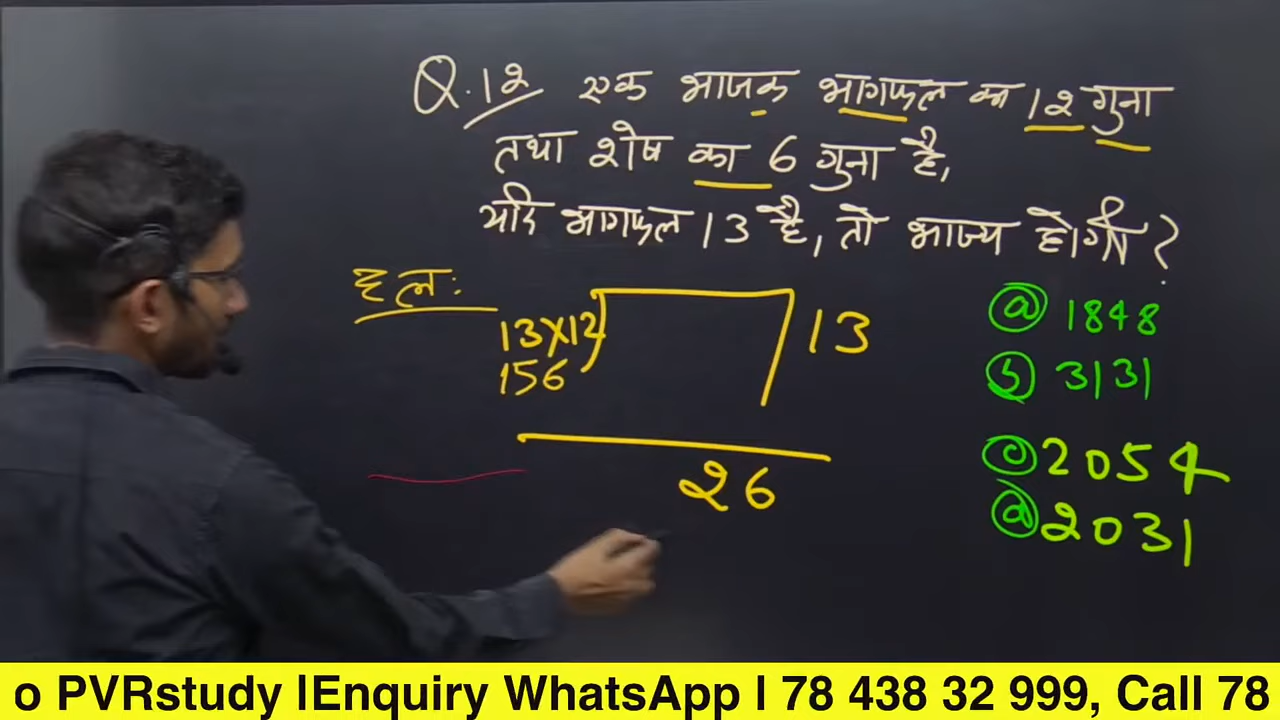 Q.12 एक भाजक भागफल का 12 गुना
तथा शेष का 6 गुना है,
यदि भागफल 13 है, तो भाज्य होगा ?
हलः
13×12
156
13
26
(a) 1848
(b) 3131
(c) 2054
(d) 2031
o PVRstudy |Enquiry WhatsApp I 78 438 32 999, Call 78